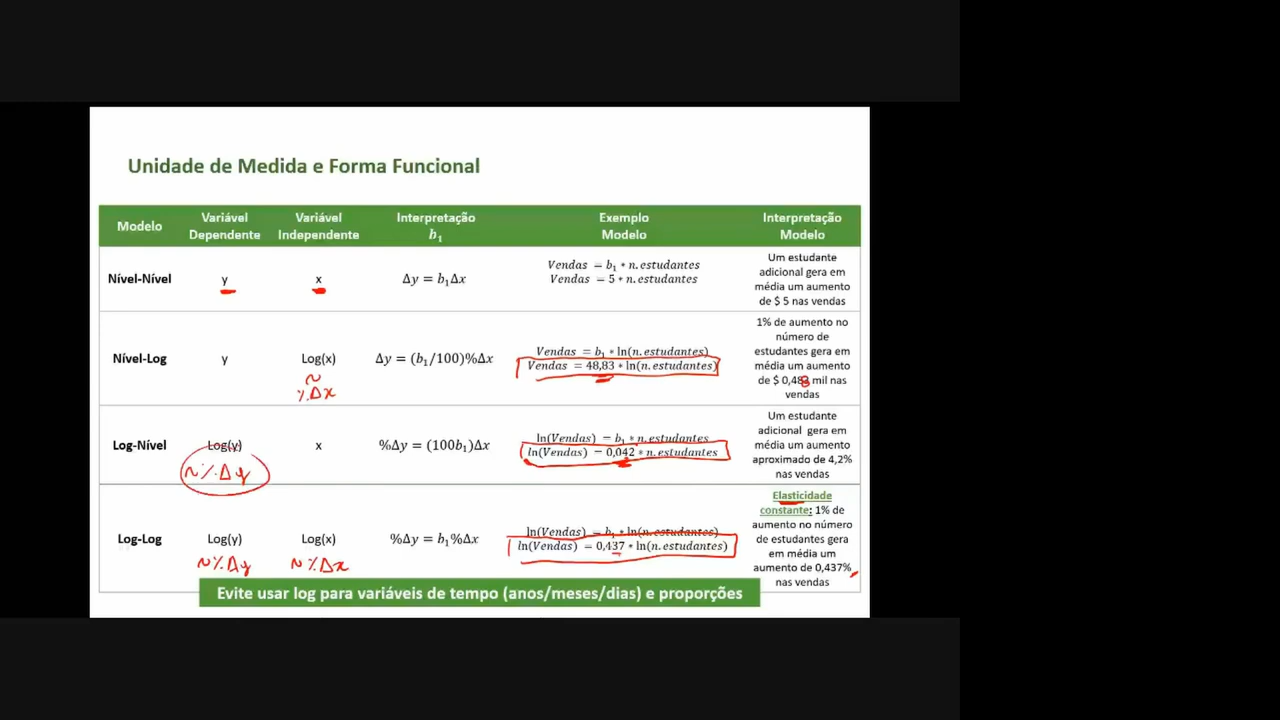 Unidade de Medida e Forma Funcional
Modelo
Variável
Dependente
Variável
Independente
Interpretação
b₁
Exemplo
Modelo
Interpretação
Modelo
Nível-Nível
y
x
Δy = b₁Δx
Vendas = b₁ * n.estudantes
Vendas = 5 * n.estudantes
Um estudante
adicional gera em
média um aumento
de $ 5 nas vendas
Nível-Log
y
Log(x)
~
%Δx
Δy = (b₁/100)%Δx
Vendas = b₁ * ln(n.estudantes)
Vendas = 48,83 * ln(n.estudantes)
1% de aumento no
número de
estudantes gera em
média um aumento
de $ 0,488 mil nas
vendas
Log-Nível
Log(y)
~%Δy
x
%Δy = (100b₁)Δx
ln(Vendas) = b₁ * n.estudantes
ln(Vendas) = 0,042 * n.estudantes
Um estudante
adicional gera em
média um aumento
aproximado de 4,2%
nas vendas
Log-Log
Log(y)
~%Δy
Log(x)
~%Δx
%Δy = b₁%Δx
ln(Vendas) = b₁ * ln(n.estudantes)
ln(Vendas) = 0,437 * ln(n.estudantes)
Elasticidade
constante: 1% de
aumento no número
de estudantes gera
em média um
aumento de 0,437%
nas vendas
Evite usar log para variáveis de tempo (anos/meses/dias) e proporções